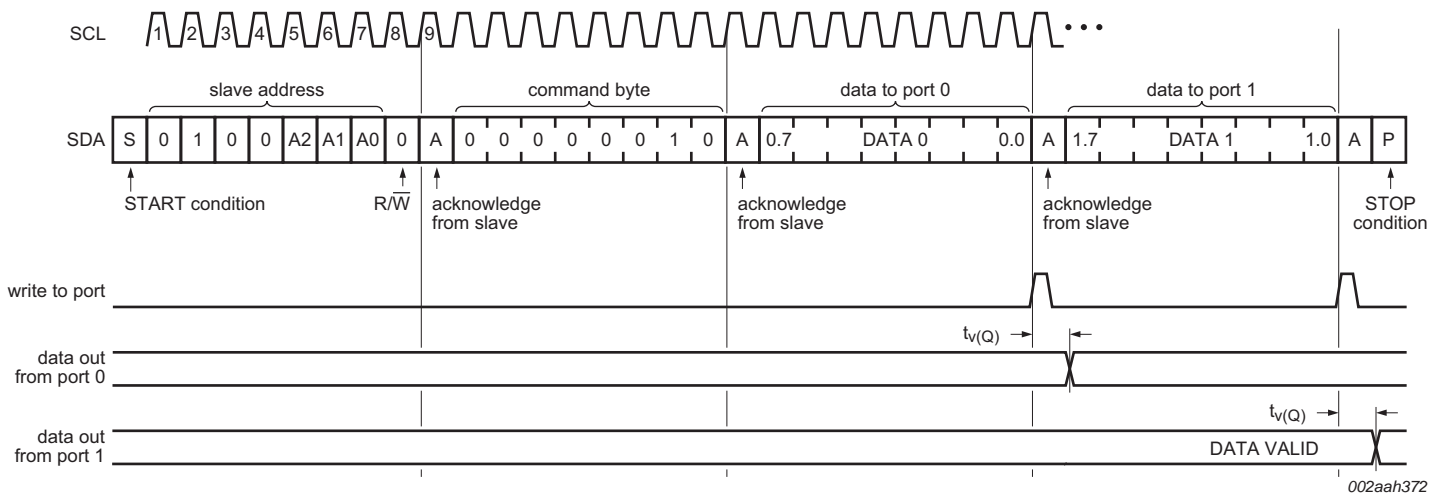 SCL 1 2 3 4 5 6 7 8 9 • • •
slave address command byte data to port 0 data to port 1
SDA S 0 1 0 0 A2 A1 A0 0 A 0 0 0 0 0 0 1 0 A 0.7 DATA 0 0.0 A 1.7 DATA 1 1.0 A P
START condition R/W̅ acknowledge acknowledge acknowledge STOP
from slave from slave from slave condition
write to port
tv(Q)
data out
from port 0
tv(Q)
data out
from port 1 DATA VALID
002aah372